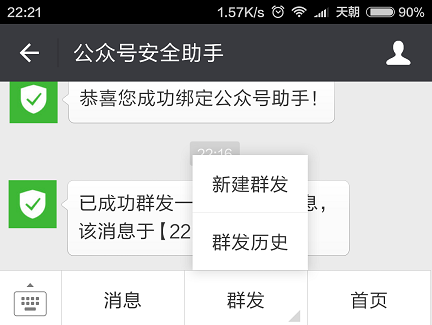 22:21
1.57K/s
天朝
90%
公众号安全助手
恭喜您成功绑定公众号助手！
22:16
已成功群发一
息，
该消息于【22
新建群发
群发历史
消息
群发
首页